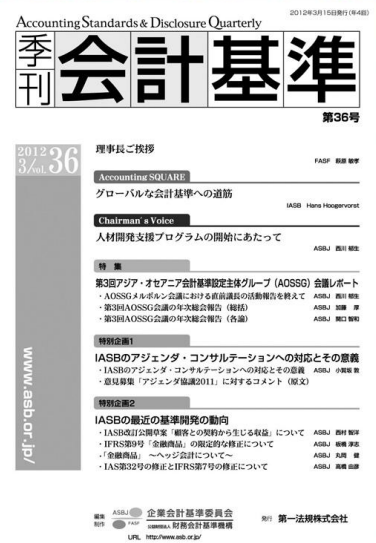 2012年3月15日発行(年4回)
Accounting Standards & Disclosure Quarterly
季刊 会計基準
第36号
2012 3/vol. 36
理事長ご挨拶
FASF 萩原 敏孝
Accounting SQUARE
グローバルな会計基準への道筋
IASB Hans Hoogervorst
Chairman's Voice
人材開発支援プログラムの開始にあたって
ASBJ 西川 郁生
特 集
第3回アジア・オセアニア会計基準設定主体グループ(AOSSG)会議レポート
・AOSSGメルボルン会議における直前議長の活動報告を終えて ASBJ 西川 郁生
・第3回AOSSG会議の年次総会報告(総括) ASBJ 加藤 厚
・第3回AOSSG会議の年次総会報告(各論) ASBJ 関口 智和
特別企画1
IASBのアジェンダ・コンサルテーションへの対応とその意義
・IASBのアジェンダ・コンサルテーションへの対応とその意義 ASBJ 小賀坂 敦
・意見募集「アジェンダ協議2011」に対するコメント(原文)
特別企画2
IASBの最近の基準開発の動向
・IASB改訂公開草案「顧客との契約から生じる収益」について ASBJ 西村 智洋
・IFRS第9号「金融商品」の限定的な修正について ASBJ 板橋 淳志
・「金融商品」 ~ヘッジ会計について~ ASBJ 丸岡 健
・IAS第32号の修正とIFRS第7号の修正について ASBJ 高橋 由彦
www.asb.or.jp/
編集 ASBJ 企業会計基準委員会
制作 FASF 公益財団法人 財務会計基準機構
発行 第一法規株式会社
URL http://www.asb.or.jp/